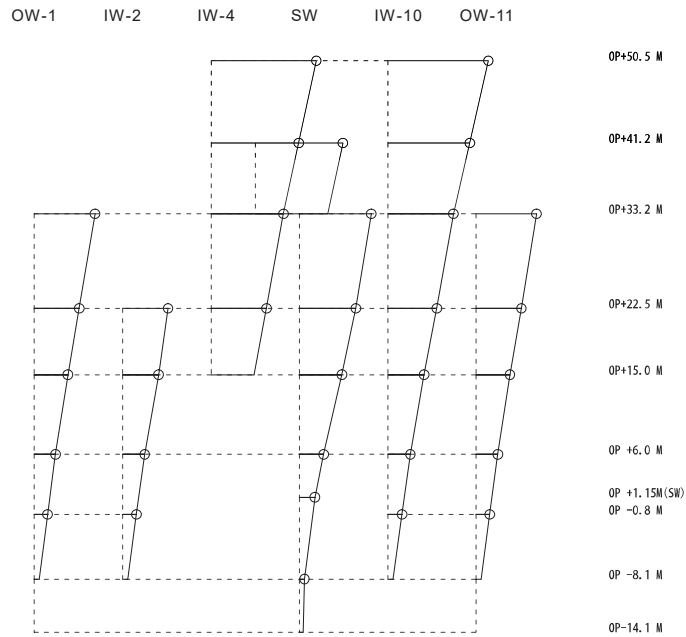 OW-1 IW-2 IW-4 SW IW-10 OW-11
OP+50.5 M
OP+41.2 M
OP+33.2 M
OP+22.5 M
OP+15.0 M
OP +6.0 M
OP +1.15M(SW)
OP -0.8 M
OP -8.1 M
OP-14.1 M